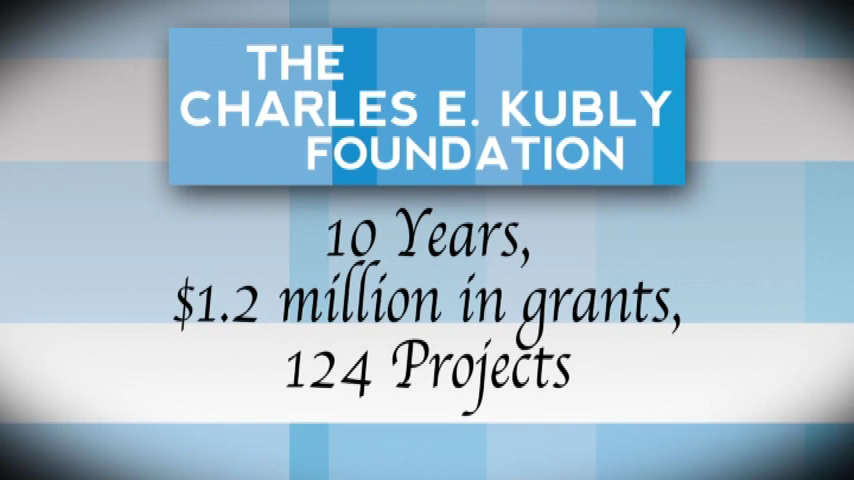 THE
CHARLES E. KUBLY
FOUNDATION
10 Years,
$1.2 million in grants,
124 Projects